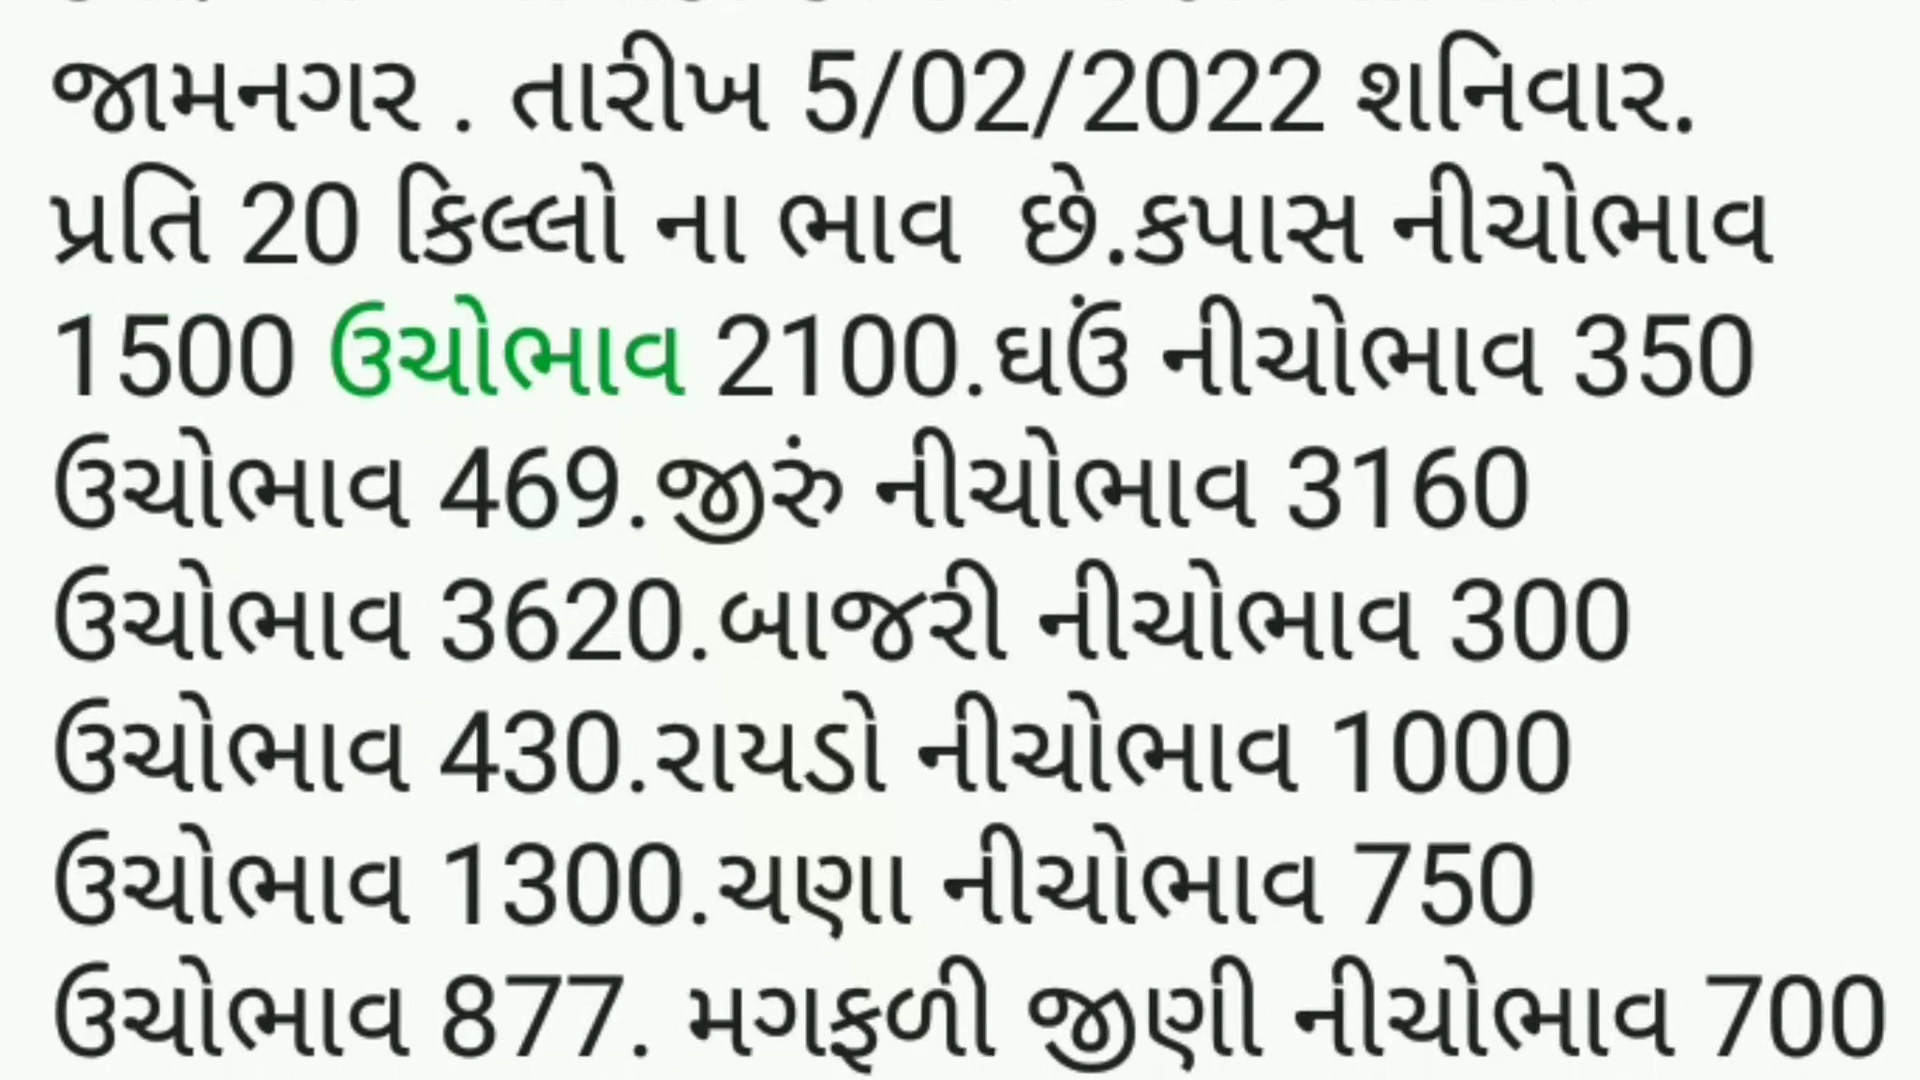 જામનગર . તારીખ 5/02/2022 શનિવાર.
પ્રતિ 20 કિલ્લો ના ભાવ છે.કપાસ નીચોભાવ
1500 ઉચોભાવ 2100.ઘઉં નીચોભાવ 350
ઉચોભાવ 469.જીરું નીચોભાવ 3160
ઉચોભાવ 3620.બાજરી નીચોભાવ 300
ઉચોભાવ 430.રાયડો નીચોભાવ 1000
ઉચોભાવ 1300.ચણા નીચોભાવ 750
ઉચોભાવ 877. મગફળી જીણી નીચોભાવ 700